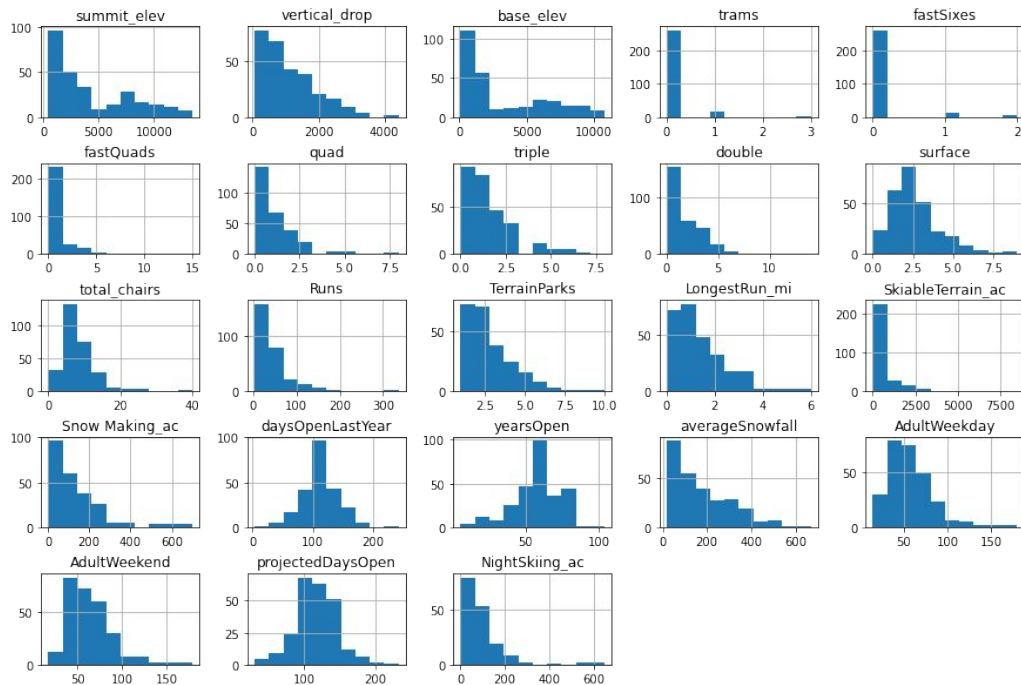 summit_elev vertical_drop base_elev trams fastSixes
100 50 0 0 5000 10000
50 0 0 2000 4000
100 50 0 0 5000 10000
200 100 0 0 1 2 3
200 100 0 0 1 2
fastQuads quad triple double surface
200 100 0 0 5 10 15
100 50 0 0.0 2.5 5.0 7.5
50 0 0.0 2.5 5.0 7.5
100 0 0 5 10
50 0 0.0 2.5 5.0 7.5
total_chairs Runs TerrainParks LongestRun_mi SkiableTerrain_ac
100 50 0 0 20 40
100 0 0 100 200 300
50 0 2.5 5.0 7.5 10.0
50 0 0 2 4 6
200 100 0 0 2500 5000 7500
Snow Making_ac daysOpenLastYear yearsOpen averageSnowfall AdultWeekday
100 50 0 0 200 400 600
100 50 0 0 100 200
100 50 0 50 100
50 0 0 200 400 600
50 0 50 100 150
AdultWeekend projectedDaysOpen NightSkiing_ac
50 0 50 100 150
50 25 0 100 200
50 0 0 200 400 600